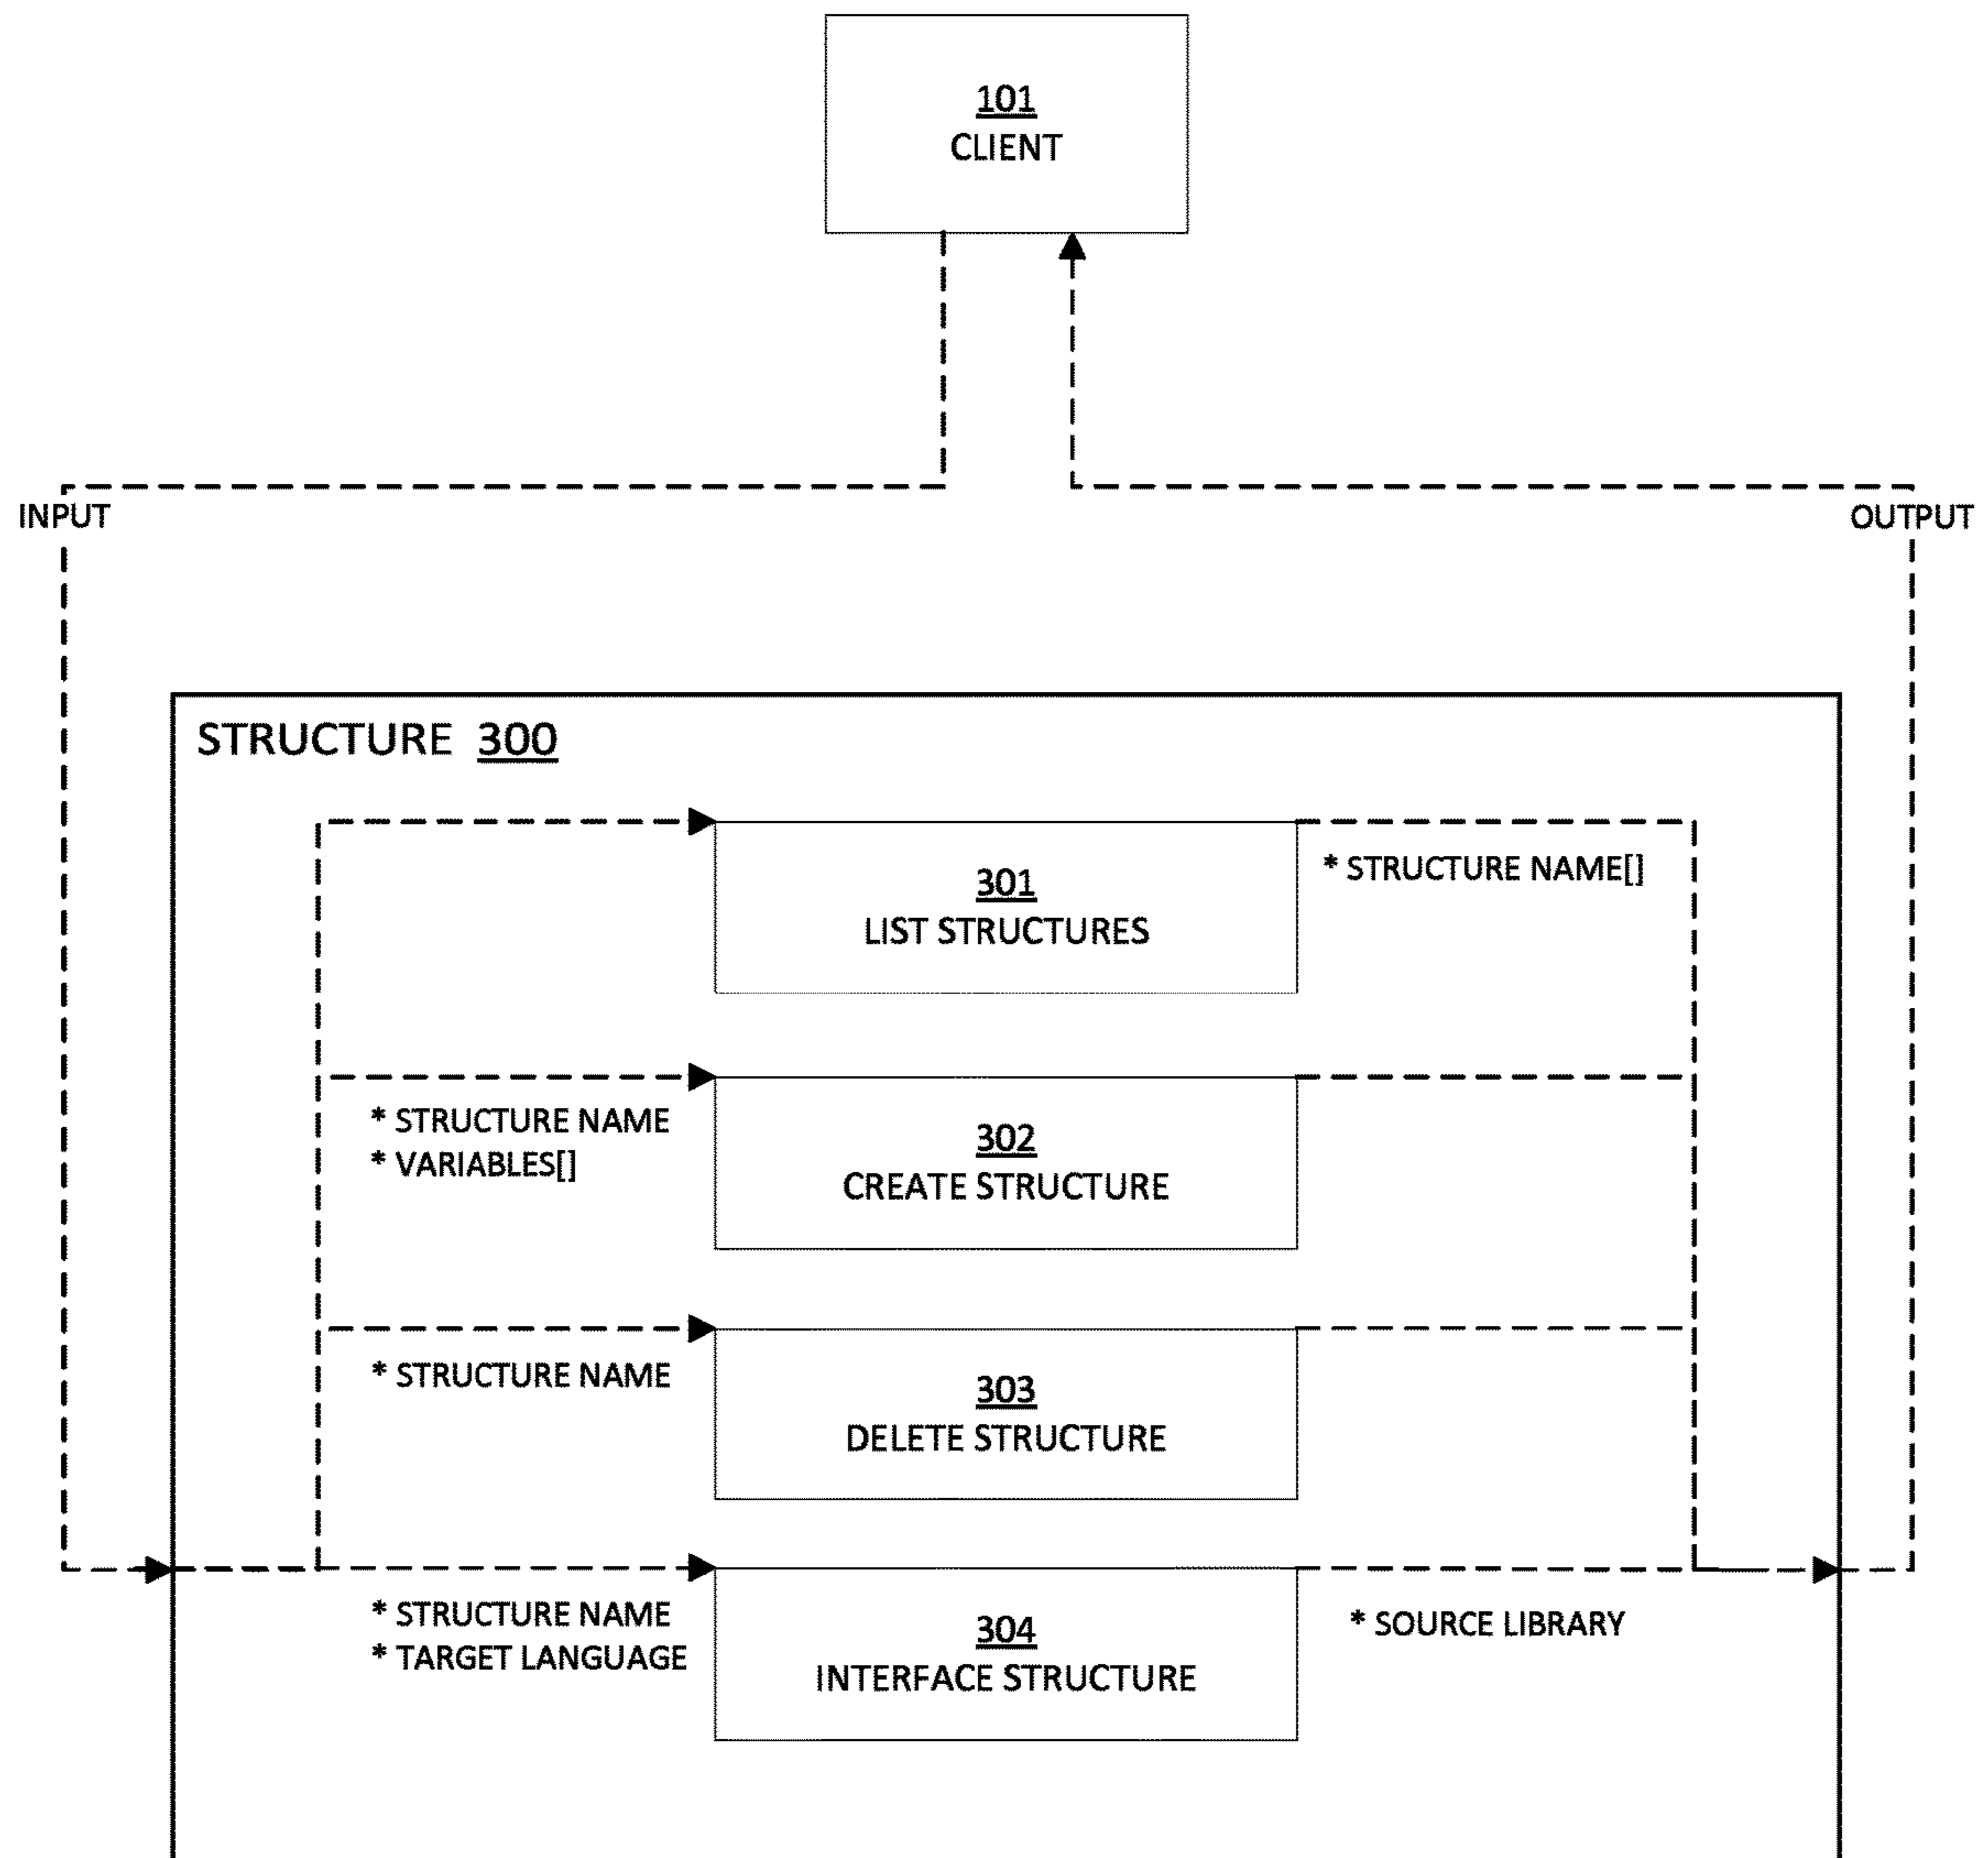 101
CLIENT
INPUT
OUTPUT
STRUCTURE 300
301
LIST STRUCTURES
* STRUCTURE NAME[]
* STRUCTURE NAME
* VARIABLES[]
302
CREATE STRUCTURE
* STRUCTURE NAME
303
DELETE STRUCTURE
* STRUCTURE NAME
* TARGET LANGUAGE
304
INTERFACE STRUCTURE
* SOURCE LIBRARY